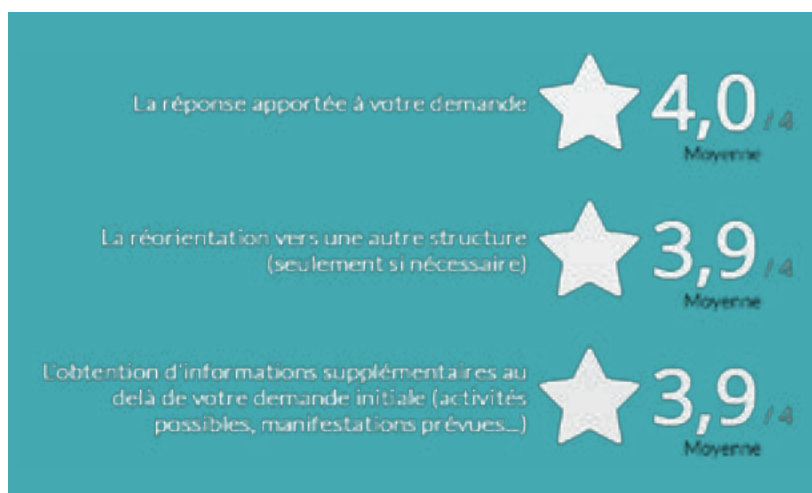 La réponse apportée à votre demande
4,0 / 4
Moyenne
La réorientation vers une autre structure
(seulement si nécessaire)
3,9 / 4
Moyenne
L'obtention d'informations supplémentaires au
delà de votre demande initiale (activités
possibles, manifestations prévues...)
3,9 / 4
Moyenne